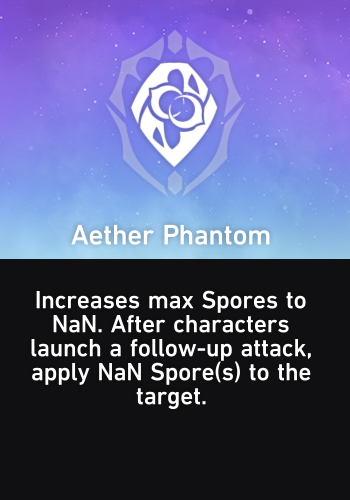 Aether Phantom
Increases max Spores to
NaN. After characters
launch a follow-up attack,
apply NaN Spore(s) to the
target.